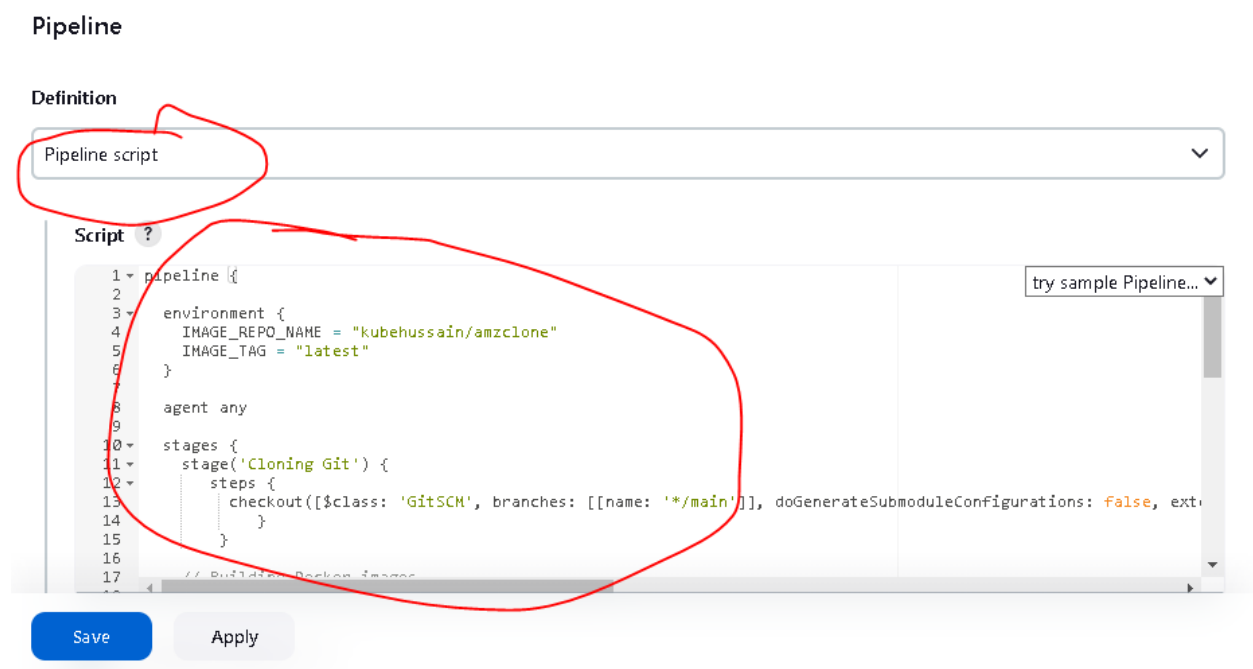 Pipeline
Definition
Pipeline script
Script ?
try sample Pipeline...
1 pipeline {
2
3 environment {
4 IMAGE_REPO_NAME = "kubehussain/amzclone"
5 IMAGE_TAG = "latest"
6 }
7
8 agent any
9
10 stages {
11 stage('Cloning Git') {
12 steps {
13 checkout([$class: 'GitSCM', branches: [[name: '*/main']], doGenerateSubmoduleConfigurations: false, ext
14 }
15 }
16
17 // Building Docker images
Save Apply